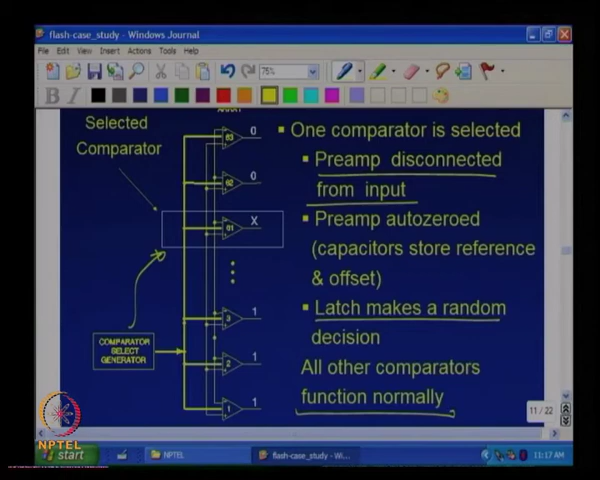 flash-case_study - Windows Journal
File Edit View Insert Actions Tools Help
75%
B I
Selected
Comparator
63 0
62 0
61 X
3 1
2 1
1 1
COMPARATOR
SELECT
GENERATOR
▪ One comparator is selected
▪ Preamp disconnected
from input
▪ Preamp autozeroed
(capacitors store reference
& offset)
▪ Latch makes a random
decision
All other comparators
function normally
11 / 22
NPTEL
start
NPTEL
flash-case_study - Wi...
11:17 AM